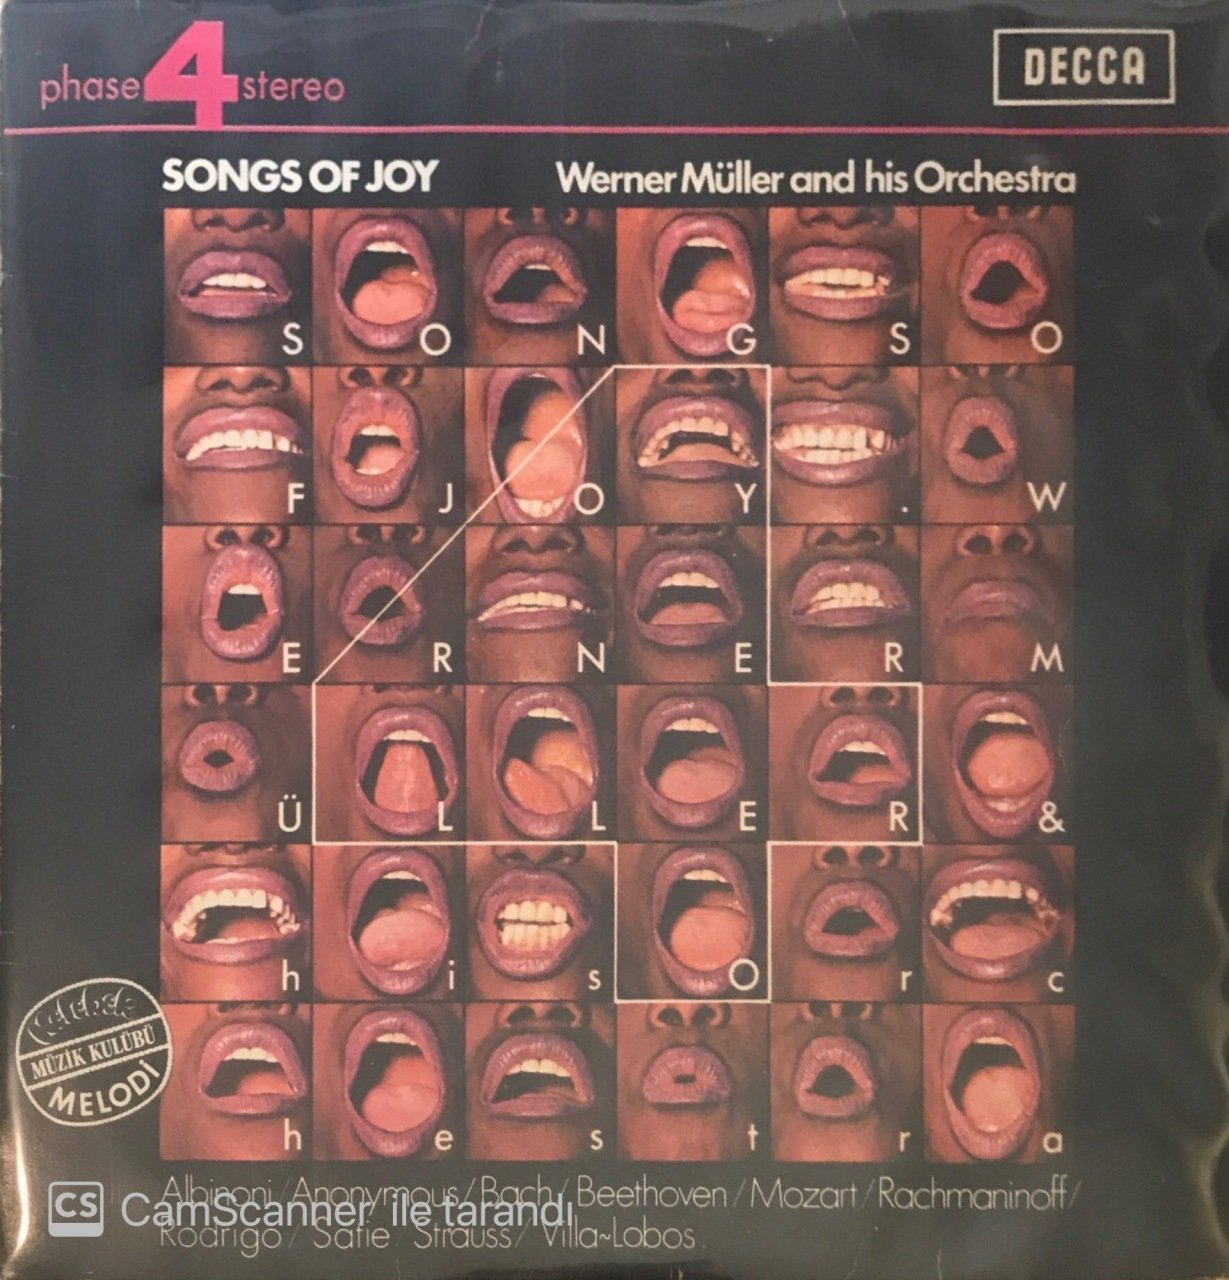 phase 4 stereo
DECCA
SONGS OF JOY Werner Müller and his Orchestra
S O N G S O
F J O Y . W
E R N E R M
Ü L L E R &
h i s O r c
h e s t r a
MÜZİK KULÜBÜ
MELODİ
Albinoni / Anonymous / Bach / Beethoven / Mozart / Rachmaninoff /
Rodrigo / Satie / Strauss / Villa~Lobos
CS CamScanner ile tarandı